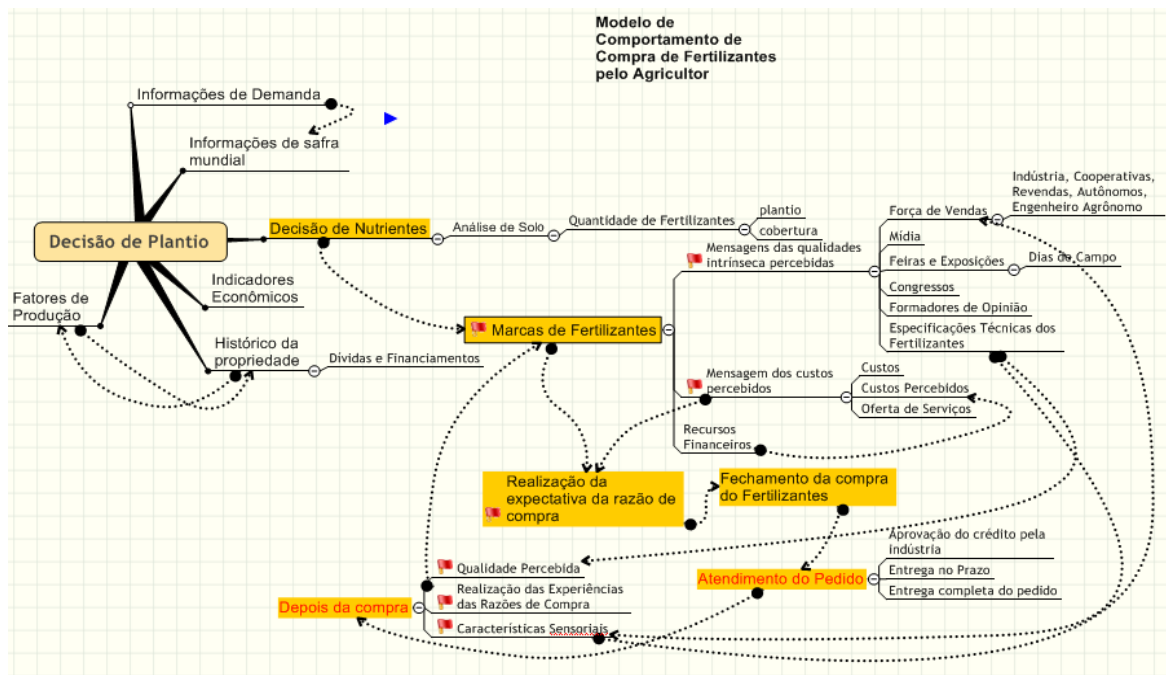 Modelo de
Comportamento de
Compra de Fertilizantes
pelo Agricultor
Informações de Demanda
Informações de safra
mundial
Decisão de Plantio
Decisão de Nutrientes
Análise de Solo
Quantidade de Fertilizantes
plantio
cobertura
Indicadores
Econômicos
Fatores de
Produção
Histórico da
propriedade
Dividas e Financiamentos
Marcas de Fertilizantes
Mensagens das qualidades
intrínseca percebidas
Força de Vendas
Indústria, Cooperativas,
Revendas, Autônomos,
Engenheiro Agrônomo
Mídia
Feiras e Exposições
Dias de Campo
Congressos
Formadores de Opinião
Especificações Técnicas dos
Fertilizantes
Mensagem dos custos
percebidos
Custos
Custos Percebidos
Oferta de Serviços
Recursos
Financeiros
Realização da
expectativa da razão de
compra
Fechamento da compra
do Fertilizantes
Atendimento do Pedido
Aprovação do crédito pela
indústria
Entrega no Prazo
Entrega completa do pedido
Depois da compra
Qualidade Percebida
Realização das Experiências
das Razões de Compra
Características Sensoriais